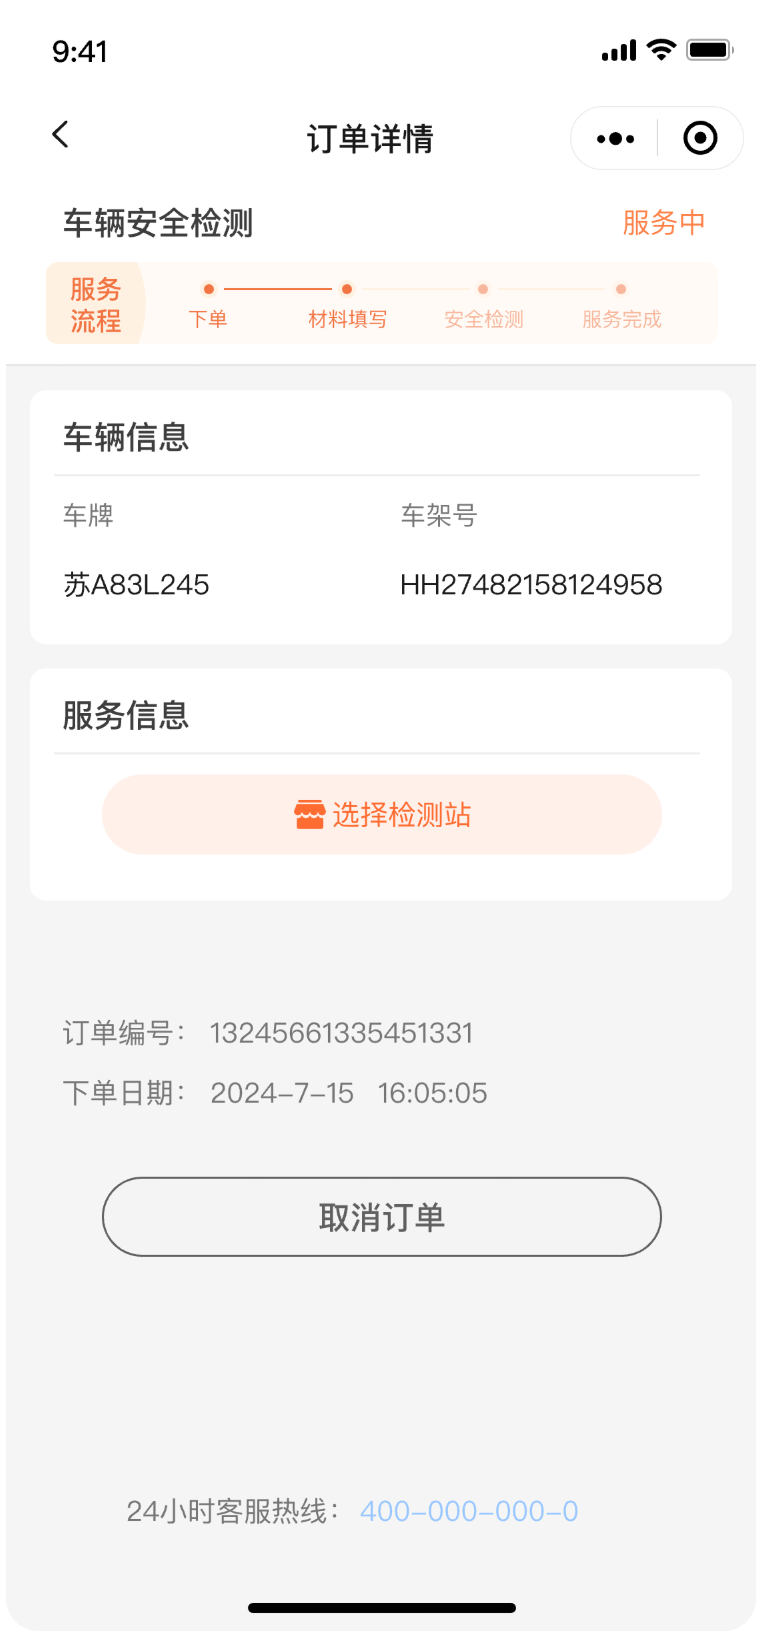 9:41
订单详情
车辆安全检测 服务中
服务
流程
下单 材料填写 安全检测 服务完成
车辆信息
车牌 车架号
苏A83L245 HH27482158124958
服务信息
选择检测站
订单编号： 13245661335451331
下单日期： 2024-7-15 16:05:05
取消订单
24小时客服热线： 400-000-000-0